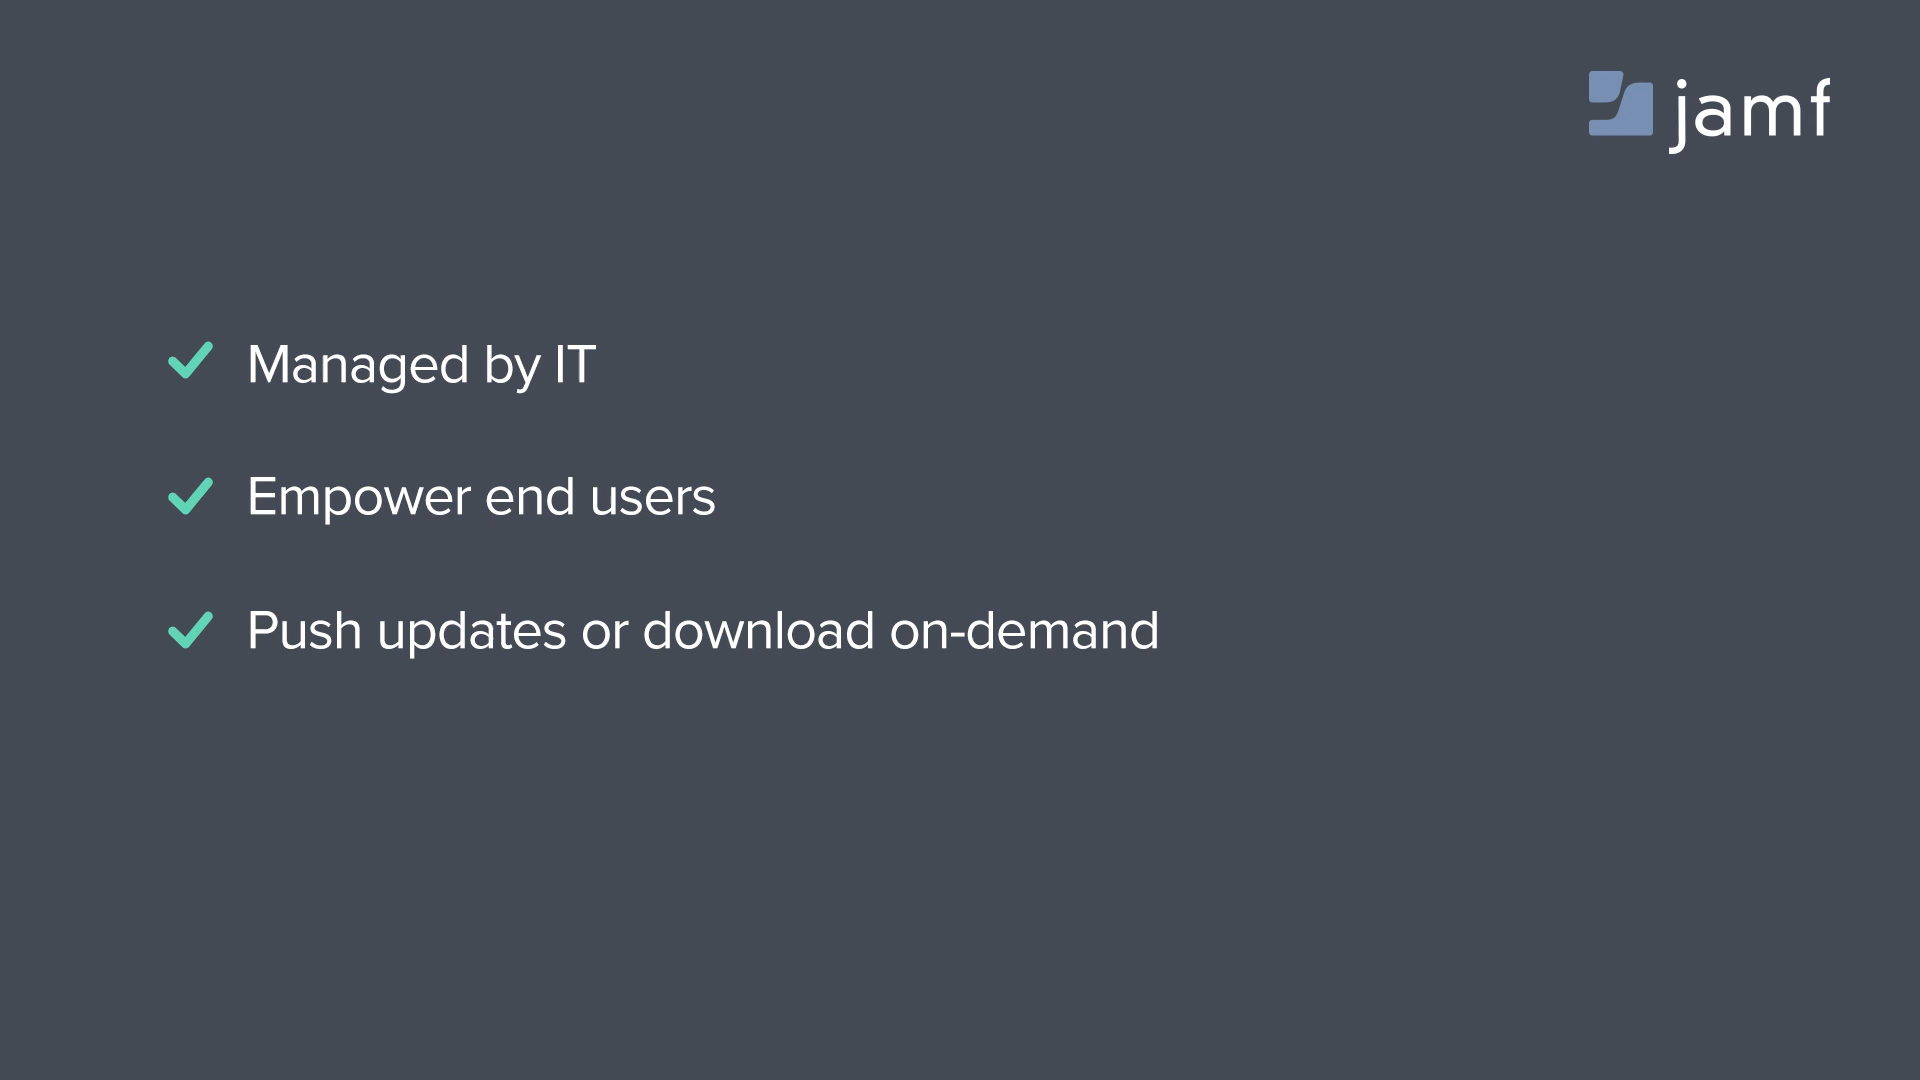 jamf
Managed by IT
Empower end users
Push updates or download on-demand